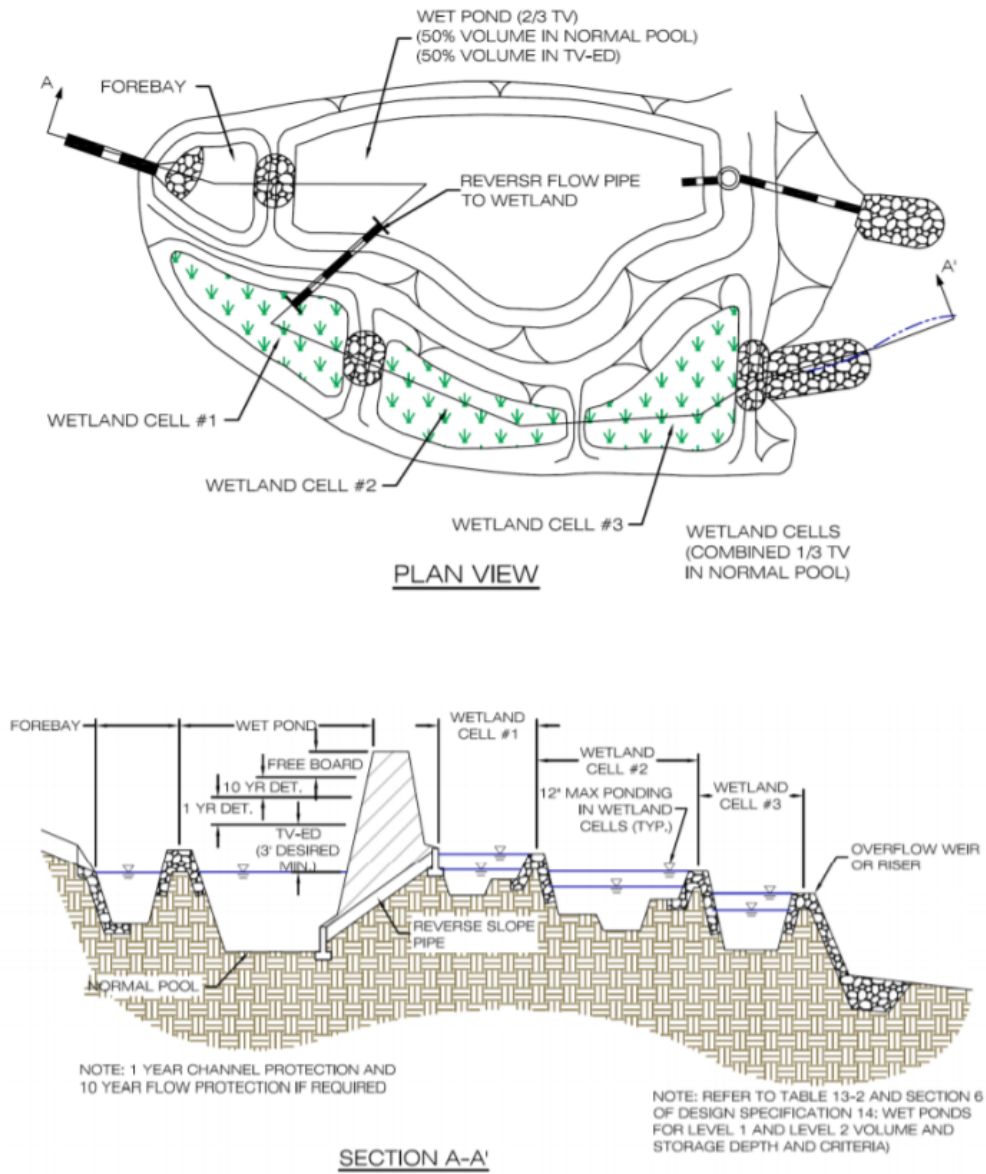 WET POND (2/3 TV)
(50% VOLUME IN NORMAL POOL)
(50% VOLUME IN TV-ED)
A
FOREBAY
REVERSR FLOW PIPE
TO WETLAND
A'
WETLAND CELL #1
WETLAND CELL #2
WETLAND CELL #3
WETLAND CELLS
(COMBINED 1/3 TV
IN NORMAL POOL)
PLAN VIEW
FOREBAY
WET POND
WETLAND
CELL #1
FREE BOARD
10 YR DET.
1 YR DET.
TV-ED
(3' DESIRED
MIN.)
WETLAND
CELL #2
12" MAX PONDING
IN WETLAND
CELLS (TYP.)
WETLAND
CELL #3
OVERFLOW WEIR
OR RISER
REVERSE SLOPE
PIPE
NORMAL POOL
NOTE: 1 YEAR CHANNEL PROTECTION AND
10 YEAR FLOW PROTECTION IF REQUIRED
NOTE: REFER TO TABLE 13-2 AND SECTION 6
OF DESIGN SPECIFICATION 14; WET PONDS
FOR LEVEL 1 AND LEVEL 2 VOLUME AND
STORAGE DEPTH AND CRITERIA)
SECTION A-A'